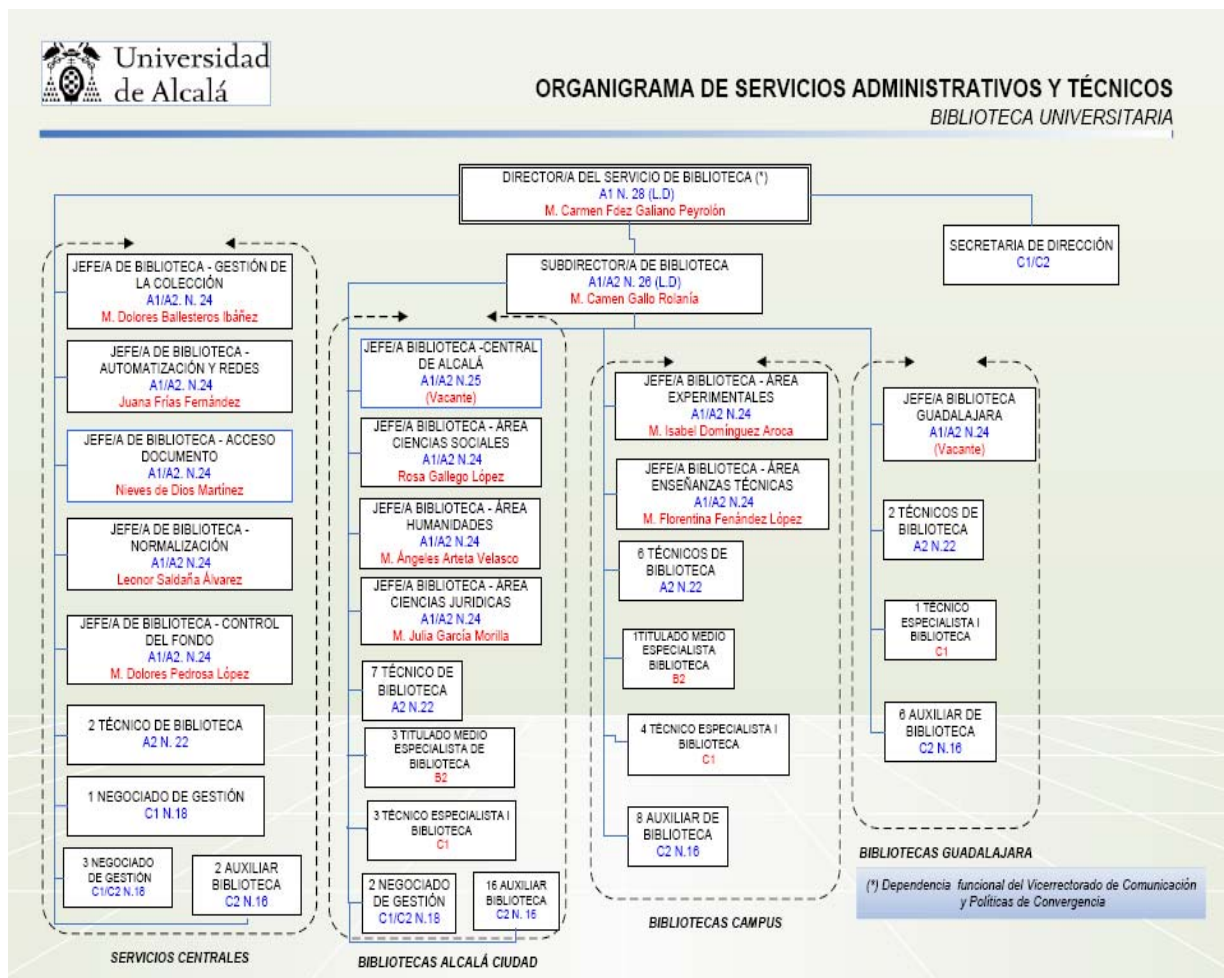 Universidad
de Alcalá
ORGANIGRAMA DE SERVICIOS ADMINISTRATIVOS Y TÉCNICOS
BIBLIOTECA UNIVERSITARIA
DIRECTOR/A DEL SERVICIO DE BIBLIOTECA (*)
A1 N. 28 (L.D)
M. Carmen Fdez Galiano Peyrolón
SECRETARIA DE DIRECCIÓN
C1/C2
SUBDIRECTOR/A DE BIBLIOTECA
A1/A2 N. 26 (L.D)
M. Camen Gallo Rolanía
JEFE/A DE BIBLIOTECA - GESTIÓN DE
LA COLECCIÓN
A1/A2. N. 24
M. Dolores Ballesteros Ibáñez
JEFE/A DE BIBLIOTECA -
AUTOMATIZACIÓN Y REDES
A1/A2. N.24
Juana Frías Fernández
JEFE/A DE BIBLIOTECA - ACCESO
DOCUMENTO
A1/A2. N.24
Nieves de Dios Martínez
JEFE/A DE BIBLIOTECA -
NORMALIZACIÓN
A1/A2 N.24
Leonor Saldaña Álvarez
JEFE/A DE BIBLIOTECA - CONTROL
DEL FONDO
A1/A2. N.24
M. Dolores Pedrosa López
2 TÉCNICO DE BIBLIOTECA
A2 N. 22
1 NEGOCIADO DE GESTIÓN
C1 N.18
3 NEGOCIADO
DE GESTIÓN
C1/C2 N.16
2 AUXILIAR
BIBLIOTECA
C2 N.16
SERVICIOS CENTRALES
JEFE/A BIBLIOTECA -CENTRAL
DE ALCALÁ
A1/A2 N.25
(Vacante)
JEFE/A BIBLIOTECA - ÁREA
CIENCIAS SOCIALES
A1/A2 N.24
Rosa Gallego López
JEFE/A BIBLIOTECA - ÁREA
HUMANIDADES
A1/A2 N.24
M. Ángeles Arteta Velasco
JEFE/A BIBLIOTECA - ÁREA
CIENCIAS JURIDICAS
A1/A2 N.24
M. Julia García Morilla
7 TÉCNICO DE
BIBLIOTECA
A2 N.22
3 TITULADO MEDIO
ESPECIALISTA DE
BIBLIOTECA
B2
3 TÉCNICO ESPECIALISTA I
BIBLIOTECA
C1
2 NEGOCIADO
DE GESTIÓN
C1/C2 N.18
16 AUXILIAR
BIBLIOTECA
C2 N. 16
BIBLIOTECAS ALCALÁ CIUDAD
JEFE/A BIBLIOTECA - ÁREA
EXPERIMENTALES
A1/A2 N.24
M. Isabel Domínguez Aroca
JEFE/A BIBLIOTECA - ÁREA
ENSEÑANZAS TÉCNICAS
A1/A2 N.24
M. Florentina Fenández López
6 TÉCNICOS DE
BIBLIOTECA
A2 N.22
1TITULADO MEDIO
ESPECIALISTA
BIBLIOTECA
B2
4 TÉCNICO ESPECIALISTA I
BIBLIOTECA
C1
8 AUXILIAR DE
BIBLIOTECA
C2 N.16
BIBLIOTECAS CAMPUS
JEFE/A BIBLIOTECA
GUADALAJARA
A1/A2 N.24
(Vacante)
2 TÉCNICOS DE
BIBLIOTECA
A2 N.22
1 TÉCNICO
ESPECIALISTA I
BIBLIOTECA
C1
6 AUXILIAR DE
BIBLIOTECA
C2 N.16
BIBLIOTECAS GUADALAJARA
(*) Dependencia funcional del Vicerrectorado de Comunicación
y Políticas de Convergencia